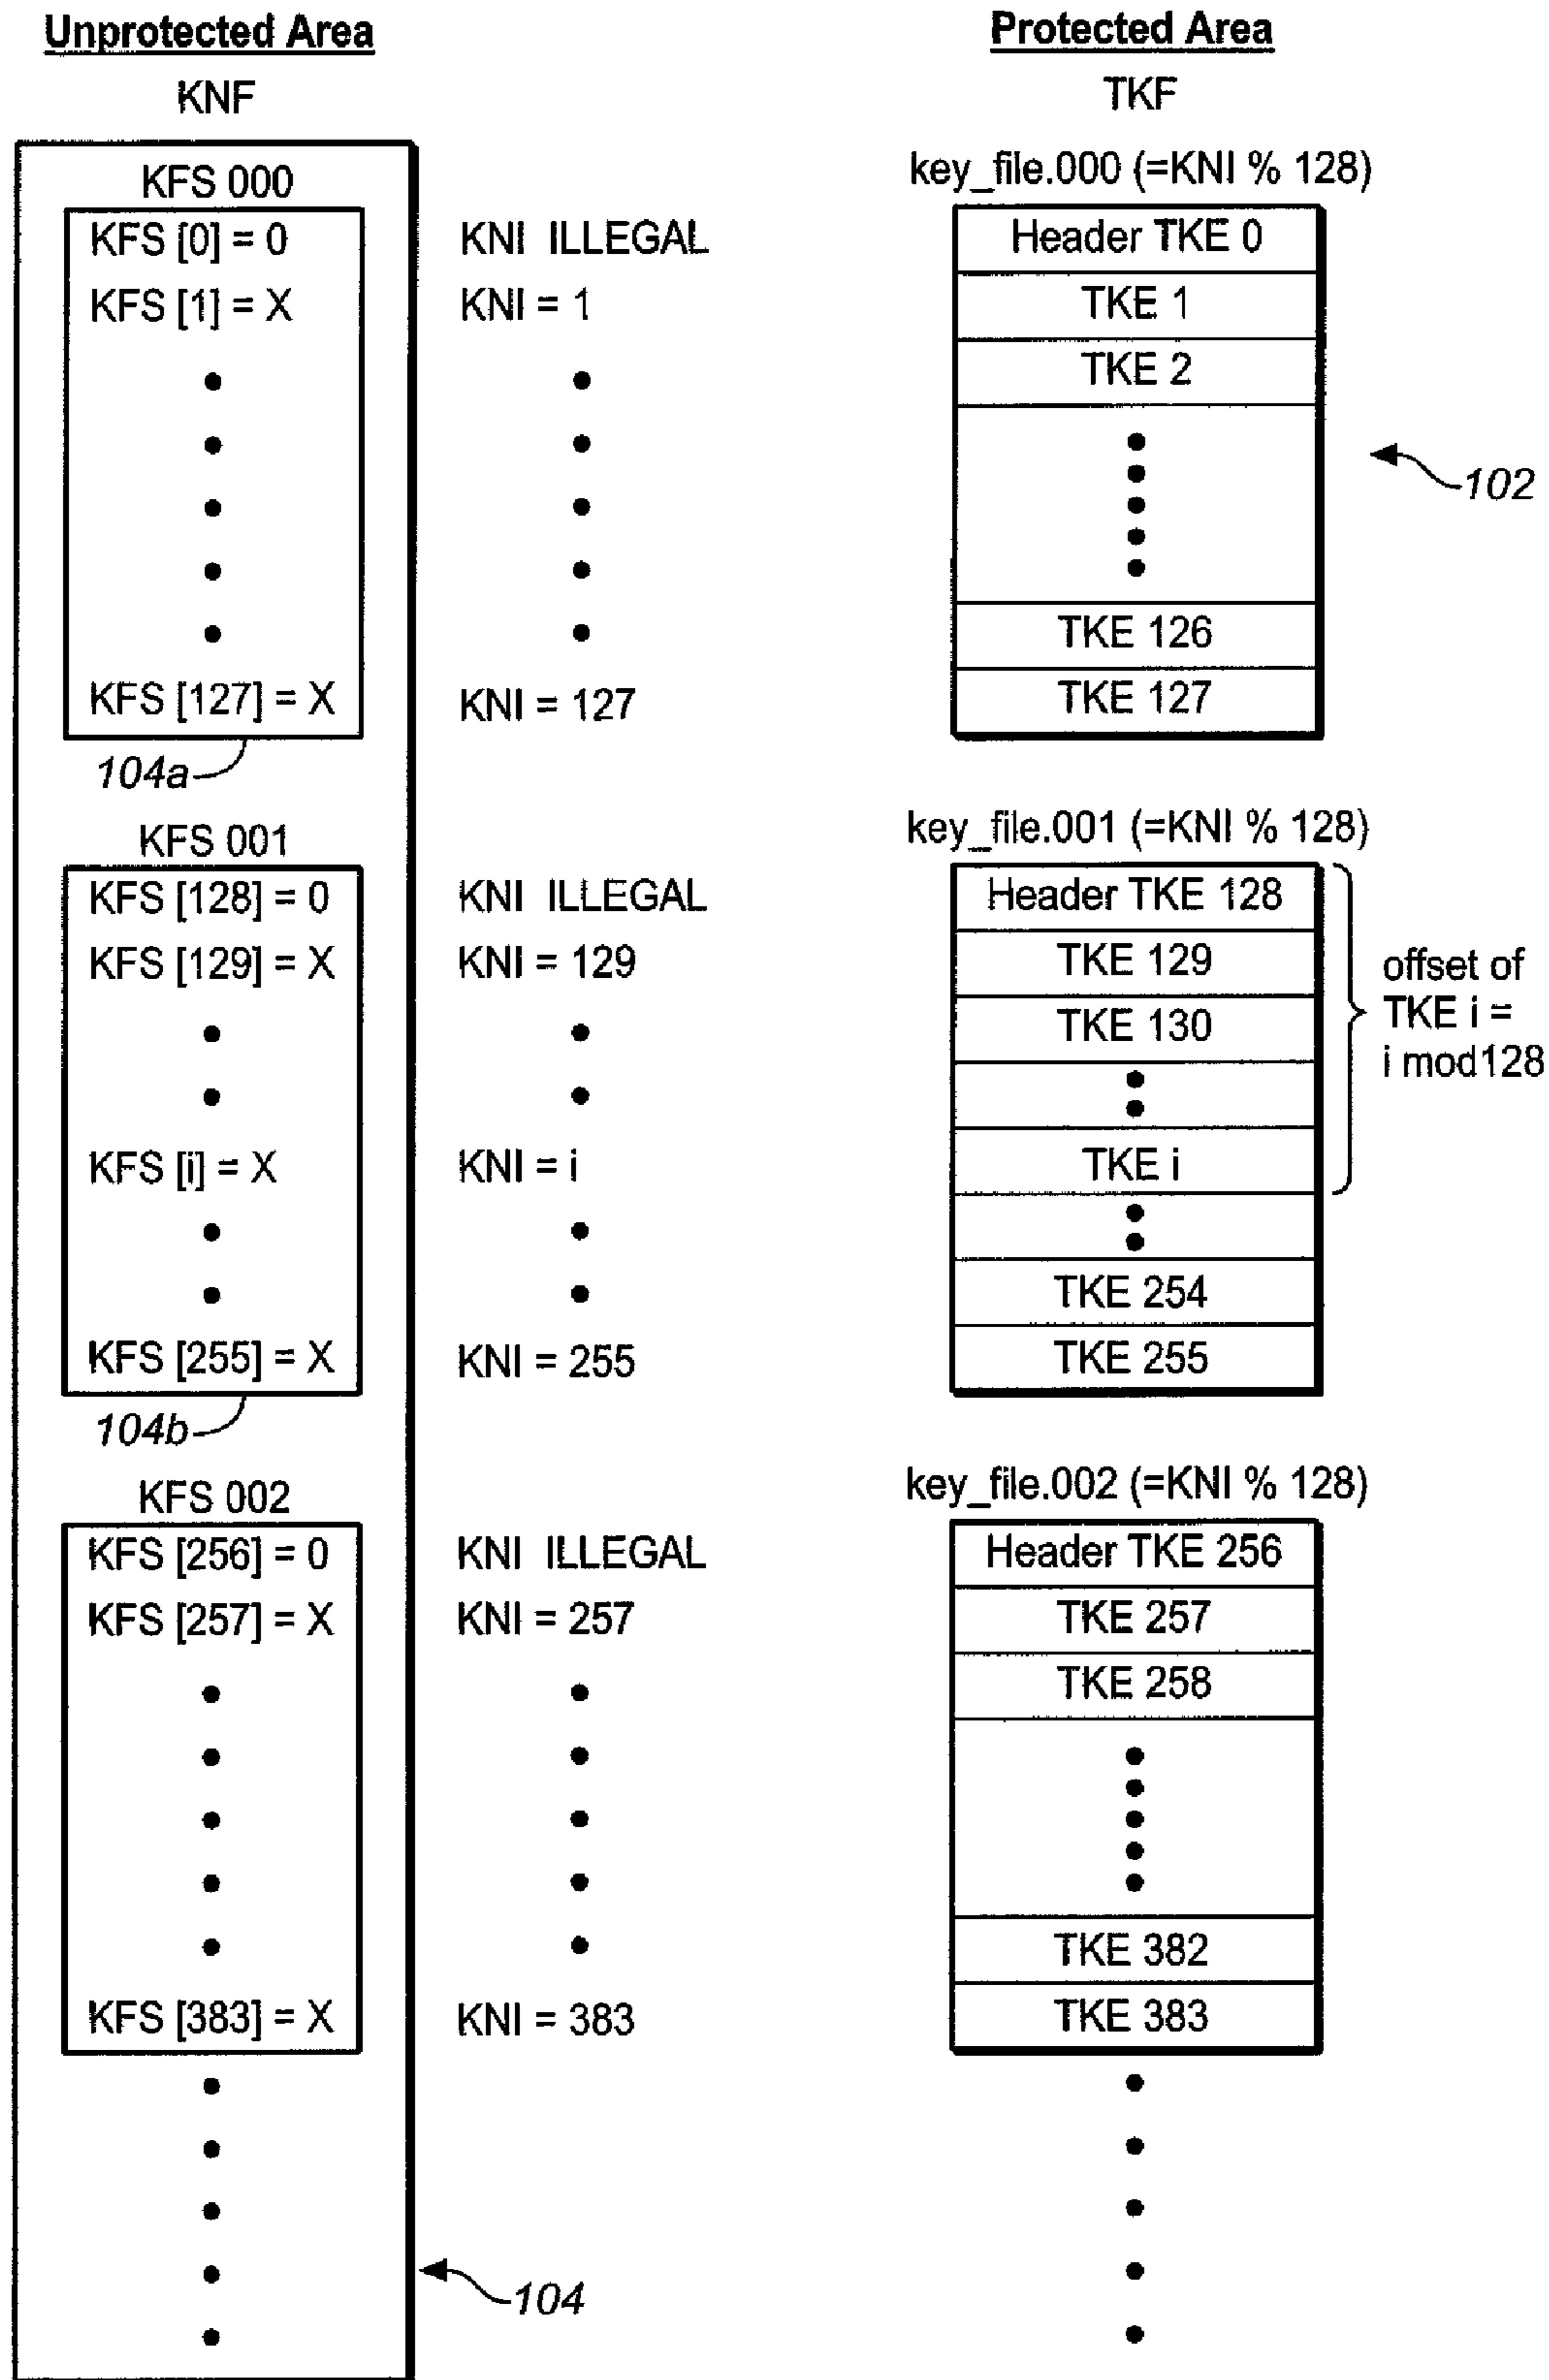 Unprotected Area
KNF
KFS 000
KFS [0] = 0
KFS [1] = X
KFS [127] = X
104a
KFS 001
KFS [128] = 0
KFS [129] = X
KFS [i] = X
KFS [255] = X
104b
KFS 002
KFS [256] = 0
KFS [257] = X
KFS [383] = X
104
KNI ILLEGAL
KNI = 1
KNI = 127
KNI ILLEGAL
KNI = 129
KNI = i
KNI = 255
KNI ILLEGAL
KNI = 257
KNI = 383
Protected Area
TKF
key_file.000 (=KNI % 128)
Header TKE 0
TKE 1
TKE 2
TKE 126
TKE 127
102
key_file.001 (=KNI % 128)
Header TKE 128
TKE 129
TKE 130
TKE i
TKE 254
TKE 255
offset of
TKE i =
i mod128
key_file.002 (=KNI % 128)
Header TKE 256
TKE 257
TKE 258
TKE 382
TKE 383